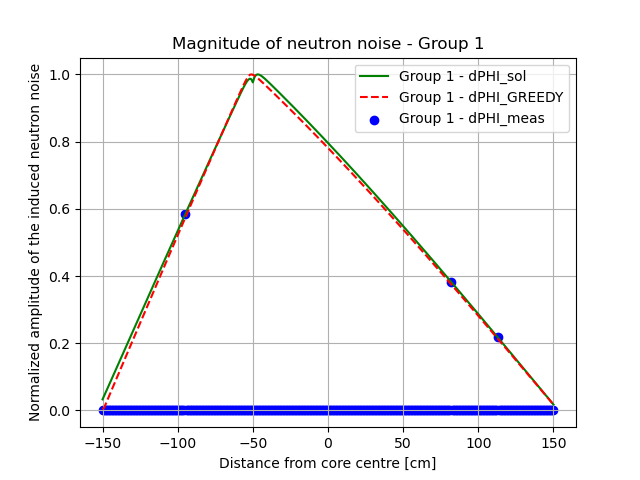 Magnitude of neutron noise - Group 1
Normalized amplitude of the induced neutron noise
1.0
0.8
0.6
0.4
0.2
0.0
Group 1 - dPHI_sol
Group 1 - dPHI_GREEDY
Group 1 - dPHI_meas
−150
−100
−50
0
50
100
150
Distance from core centre [cm]